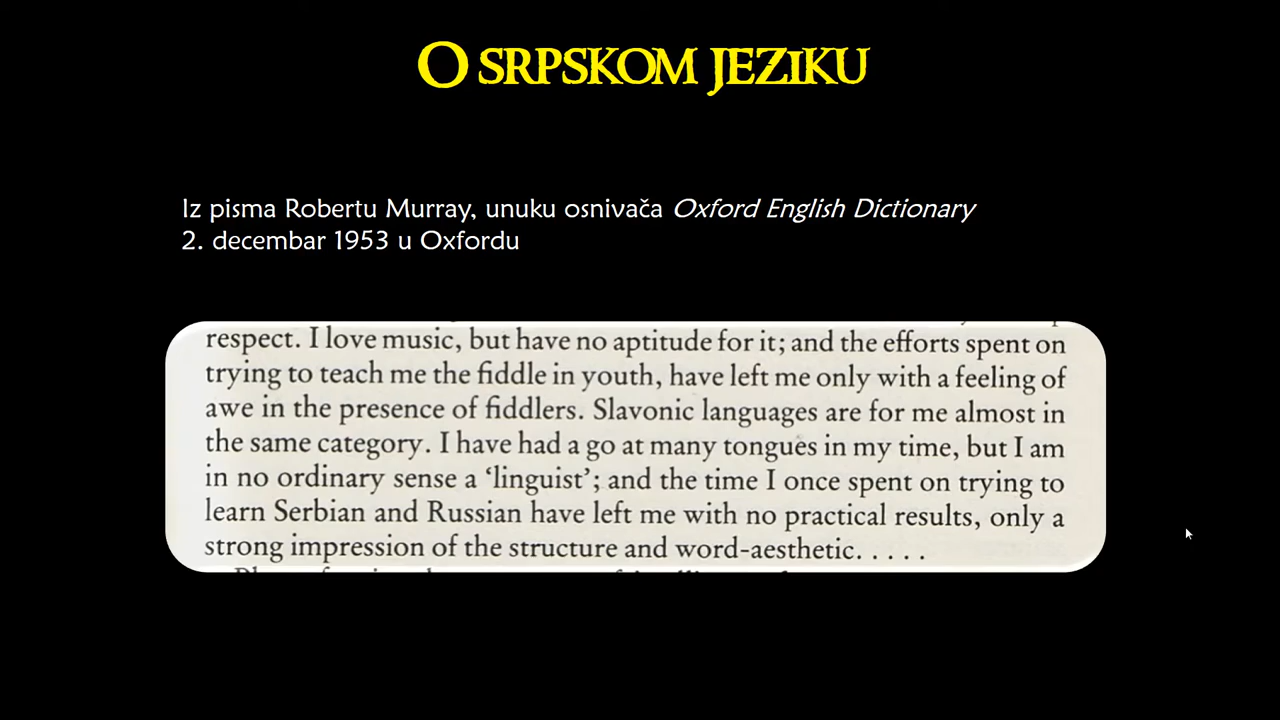 O SRPSKOM JEZIKU
Iz pisma Robertu Murray, unuku osnivača Oxford English Dictionary
2. decembar 1953 u Oxfordu
respect. I love music, but have no aptitude for it; and the efforts spent on
trying to teach me the fiddle in youth, have left me only with a feeling of
awe in the presence of fiddlers. Slavonic languages are for me almost in
the same category. I have had a go at many tongues in my time, but I am
in no ordinary sense a ‘linguist’; and the time I once spent on trying to
learn Serbian and Russian have left me with no practical results, only a
strong impression of the structure and word-aesthetic. . . . .